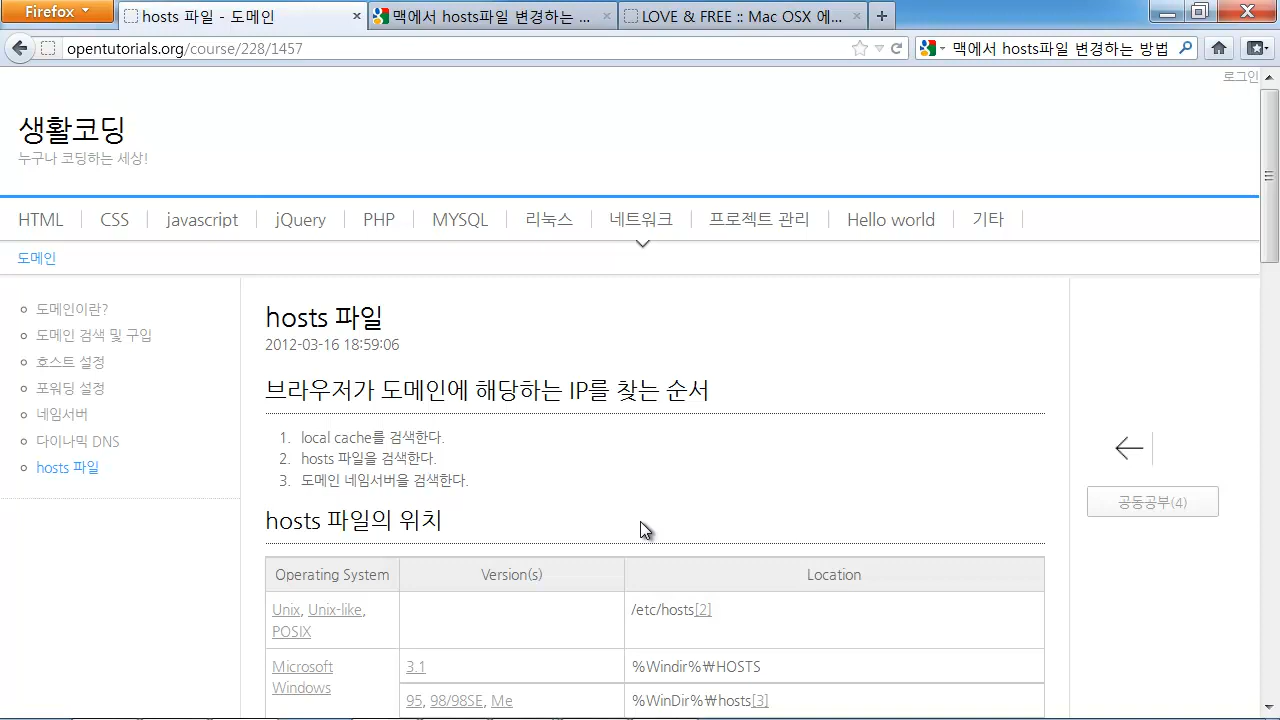 Firefox
hosts 파일 - 도메인
맥에서 hosts파일 변경하는 ...
LOVE & FREE :: Mac OSX 에...
opentutorials.org/course/228/1457
맥에서 hosts파일 변경하는 방법
로그인
생활코딩
누구나 코딩하는 세상!
HTML
CSS
javascript
jQuery
PHP
MYSQL
리눅스
네트워크
프로젝트 관리
Hello world
기타
도메인
도메인이란?
도메인 검색 및 구입
호스트 설정
포워딩 설정
네임서버
다이나믹 DNS
hosts 파일
hosts 파일
2012-03-16 18:59:06
브라우저가 도메인에 해당하는 IP를 찾는 순서
1. local cache를 검색한다.
2. hosts 파일을 검색한다.
3. 도메인 네임서버을 검색한다.
hosts 파일의 위치
Operating System
Version(s)
Location
Unix, Unix-like,
POSIX
/etc/hosts[2]
Microsoft
Windows
3.1
%Windir%₩HOSTS
95, 98/98SE, Me
%WinDir%₩hosts[3]
공동공부(4)